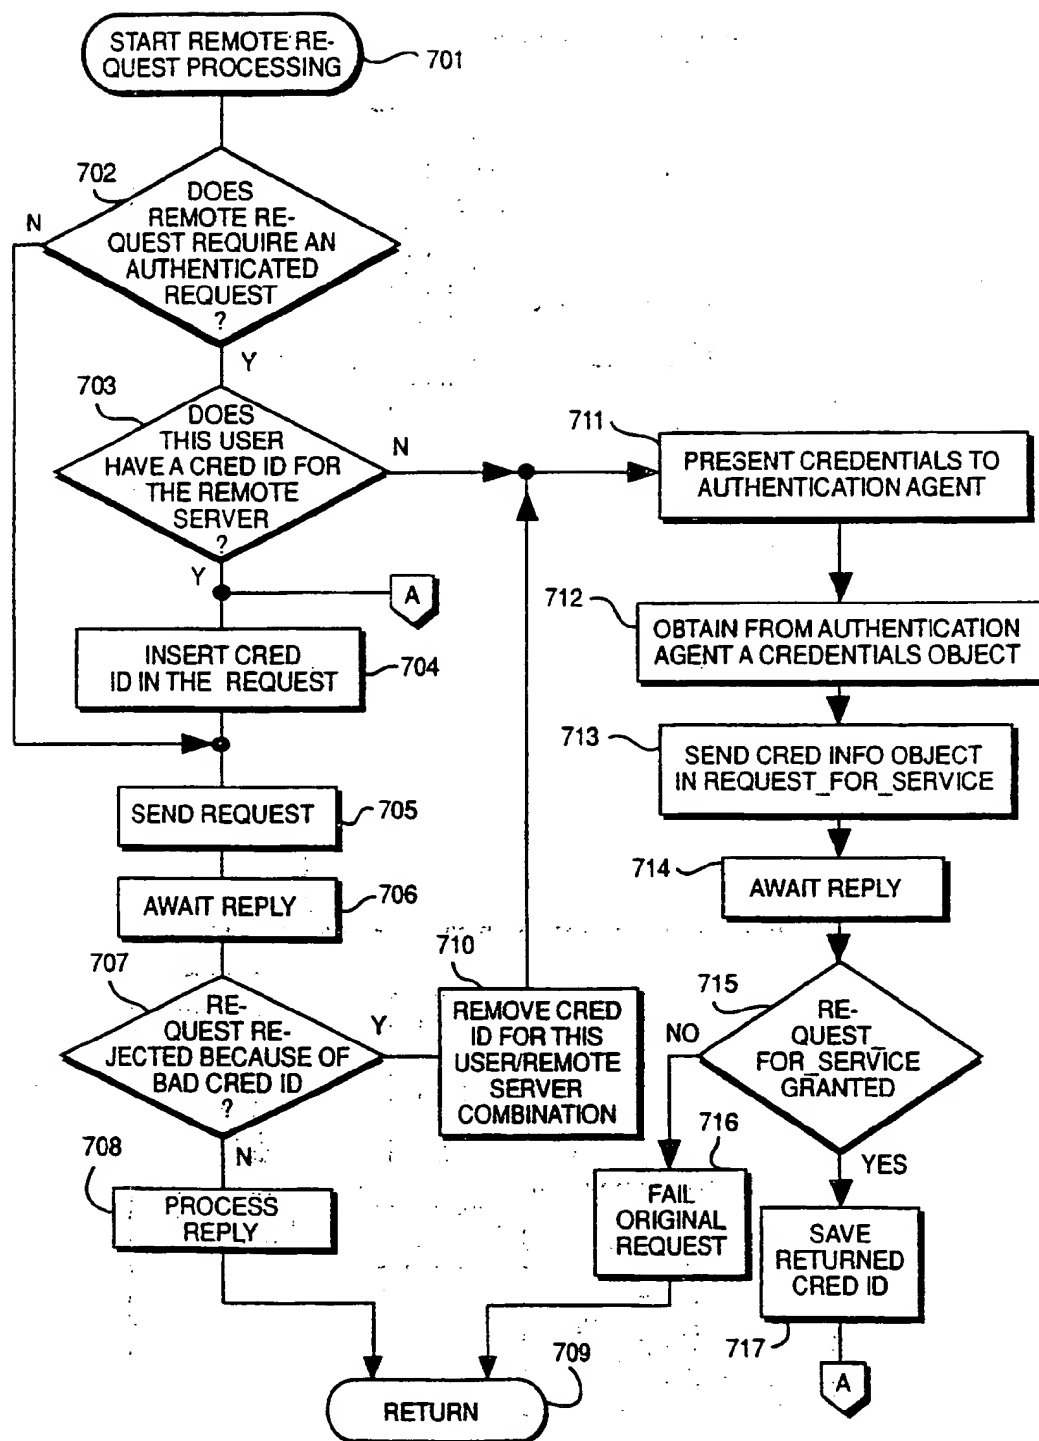 START REMOTE RE-
QUEST PROCESSING
701
702
DOES
REMOTE RE-
QUEST REQUIRE AN
AUTHENTICATED
REQUEST
?
N
Y
703
DOES
THIS USER
HAVE A CRED ID FOR
THE REMOTE
SERVER
?
N
Y
A
INSERT CRED
ID IN THE REQUEST
704
SEND REQUEST
705
AWAIT REPLY
706
707
RE-
QUEST RE-
JECTED BECAUSE OF
BAD CRED ID
?
Y
N
708
PROCESS
REPLY
710
REMOVE CRED
ID FOR THIS
USER/REMOTE
SERVER
COMBINATION
711
PRESENT CREDENTIALS TO
AUTHENTICATION AGENT
712
OBTAIN FROM AUTHENTICATION
AGENT A CREDENTIALS OBJECT
713
SEND CRED INFO OBJECT
IN REQUEST_FOR_SERVICE
714
AWAIT REPLY
715
RE-
QUEST_
FOR_SERVICE
GRANTED
NO
YES
716
FAIL
ORIGINAL
REQUEST
SAVE
RETURNED
CRED ID
717
A
RETURN
709